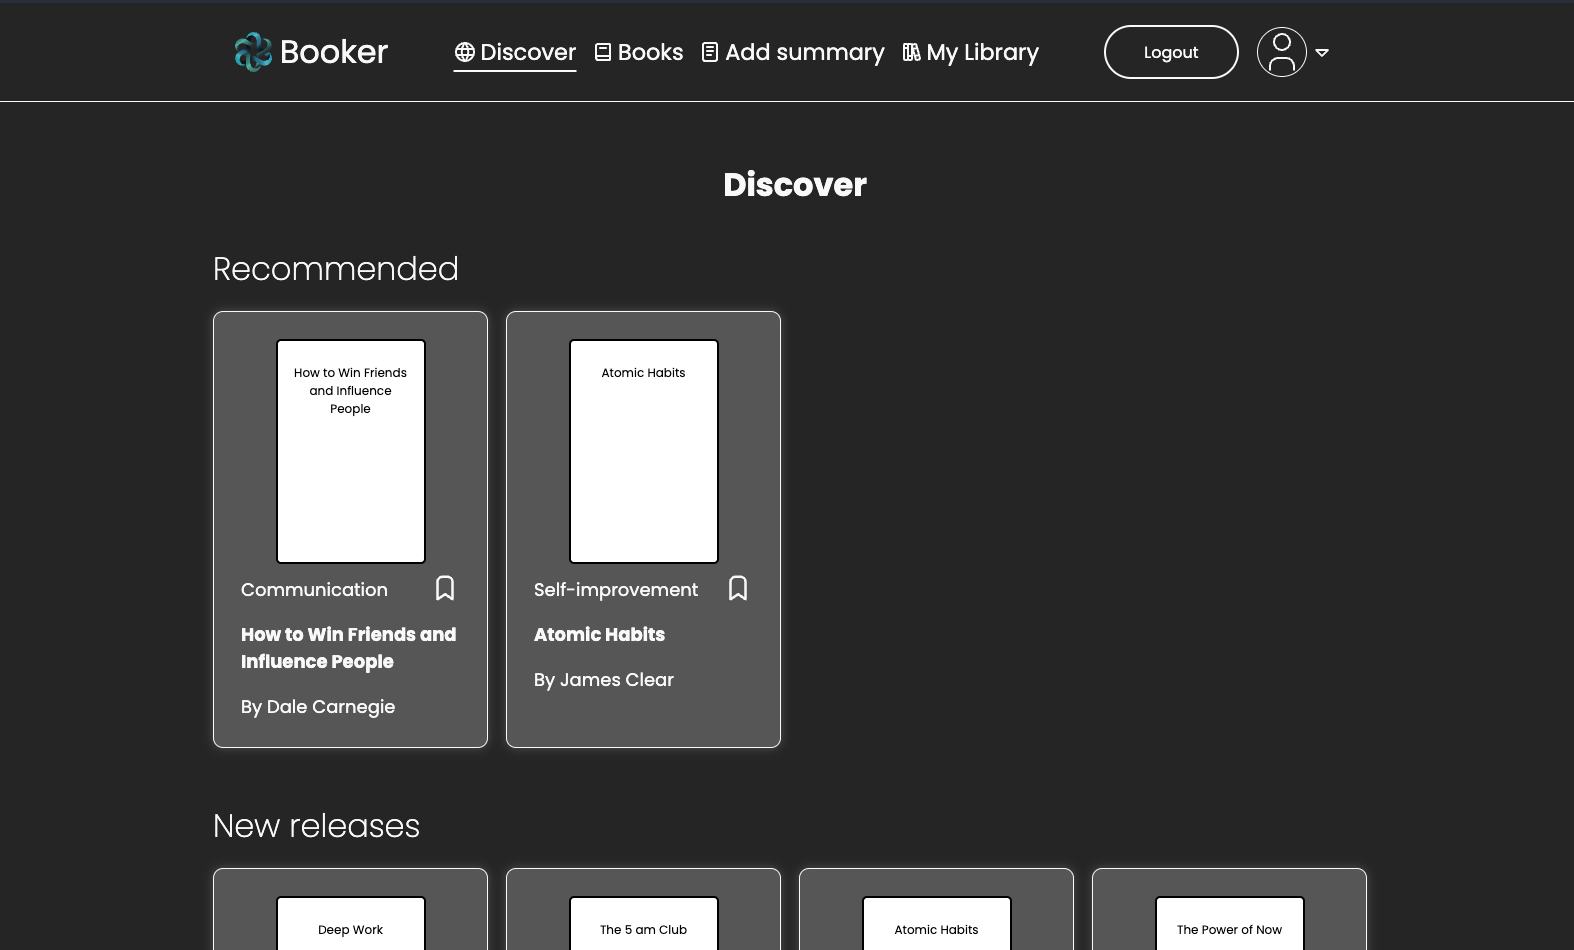 Booker
Discover
Books
Add summary
My Library
Logout
Discover
Recommended
How to Win Friends
and Influence
People
Communication
How to Win Friends and
Influence People
By Dale Carnegie
Atomic Habits
Self-improvement
Atomic Habits
By James Clear
New releases
Deep Work
The 5 am Club
Atomic Habits
The Power of Now